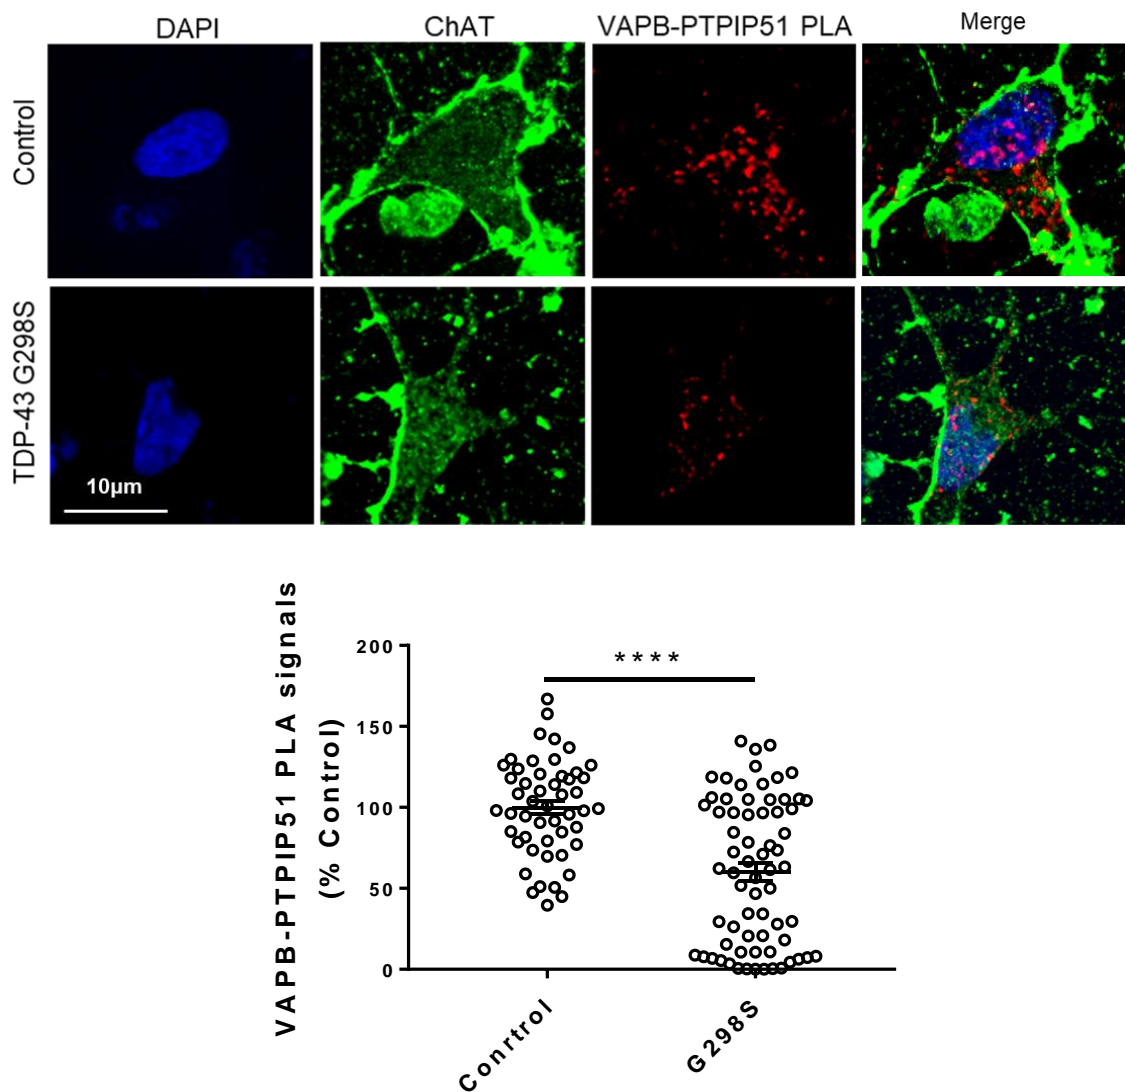 DAPI
ChAT
VAPB-PTPIP51 PLA
Merge
Control
TDP-43 G298S
10µm
VAPB-PTPIP51 PLA signals
(% Control)
200
150
100
50
0
****
Conrtrol
G298S